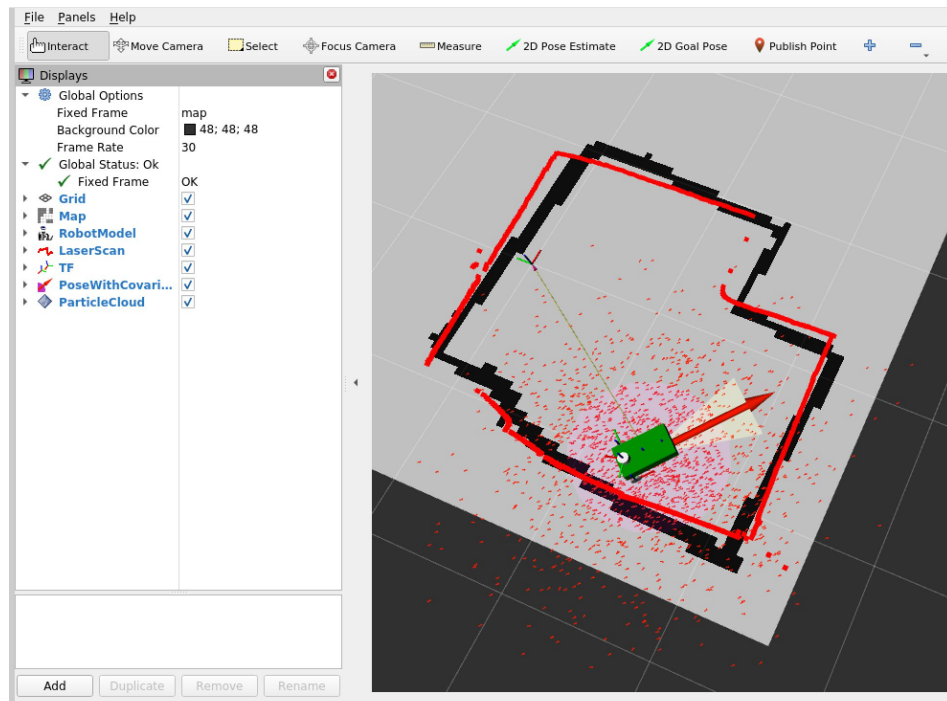 File Panels Help
Interact Move Camera Select Focus Camera Measure 2D Pose Estimate 2D Goal Pose Publish Point
Displays
Global Options
Fixed Frame map
Background Color 48; 48; 48
Frame Rate 30
Global Status: Ok
Fixed Frame OK
Grid
Map
RobotModel
LaserScan
TF
PoseWithCovari...
ParticleCloud
Add Duplicate Remove Rename